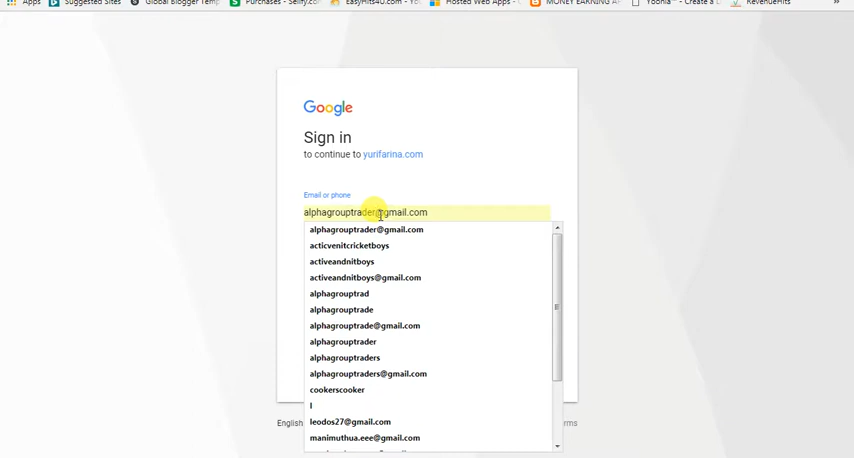 Apps Suggested Sites Global Blogger Temp Purchases - Sellfy.co EasyHits4U.com - Yo Hosted Web Apps - MONEY EARNING A Yoonla™ - Create a L RevenueHits »
Google
Sign in
to continue to yurifarina.com
Email or phone
alphagrouptrader@gmail.com
alphagrouptrader@gmail.com
acticvenitcricketboys
activeandnitboys
activeandnitboys@gmail.com
alphagrouptrad
alphagrouptrade
alphagrouptrade@gmail.com
alphagrouptrader
alphagrouptraders
alphagrouptraders@gmail.com
cookerscooker
l
leodos27@gmail.com
English
rms
manimuthua.eee@gmail.com